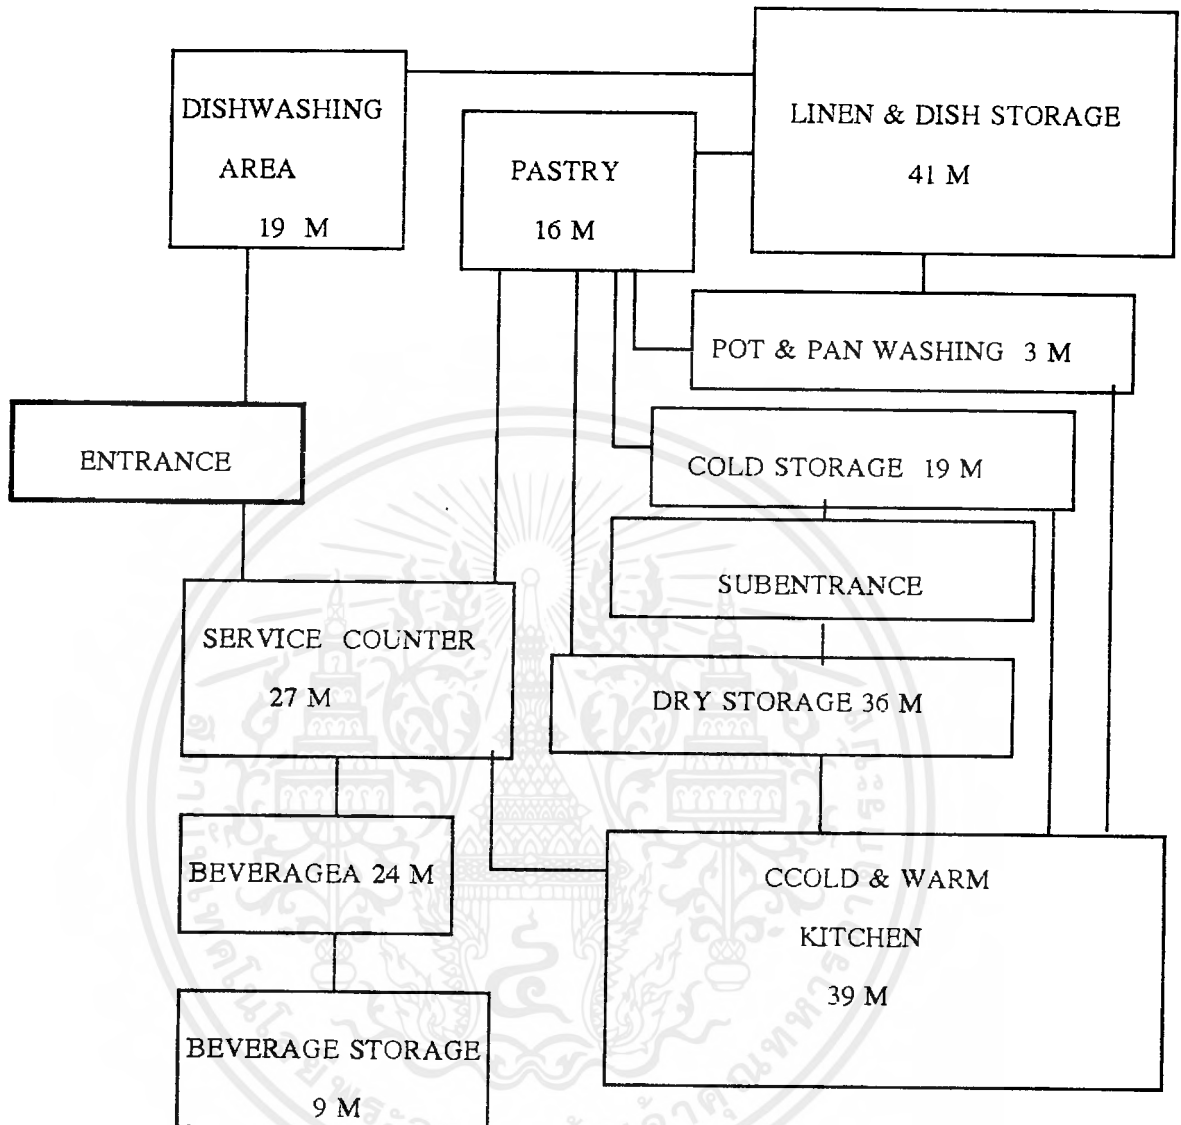 DISHWASHING
AREA
19 M
PASTRY
16 M
LINEN & DISH STORAGE
41 M
POT & PAN WASHING 3 M
ENTRANCE
COLD STORAGE 19 M
SUBENTRANCE
SERVICE COUNTER
27 M
DRY STORAGE 36 M
BEVERAGEA 24 M
CCOLD & WARM
KITCHEN
39 M
BEVERAGE STORAGE
9 M